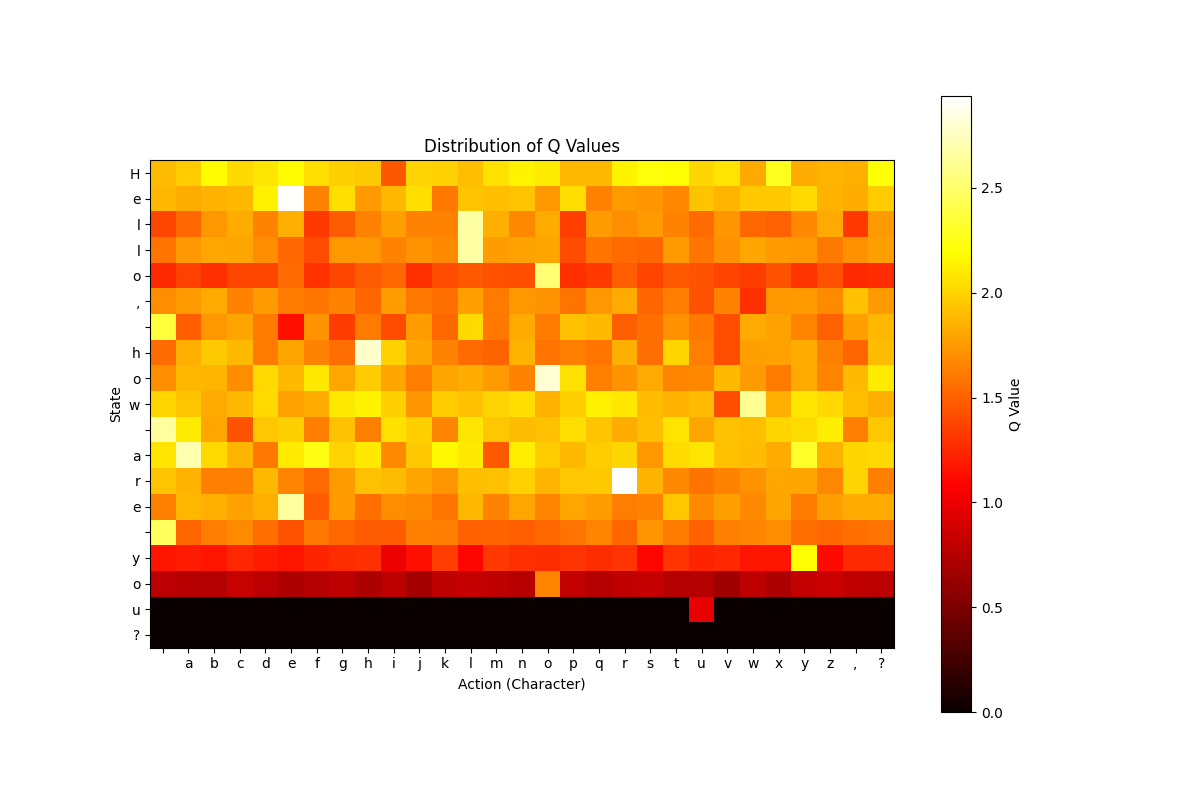 Distribution of Q Values
State
H
e
l
l
o
,
h
o
w
a
r
e
y
o
u
?
a b c d e f g h i j k l m n o p q r s t u v w x y z , ?
Action (Character)
2.5
2.0
1.5
1.0
0.5
0.0
Q Value